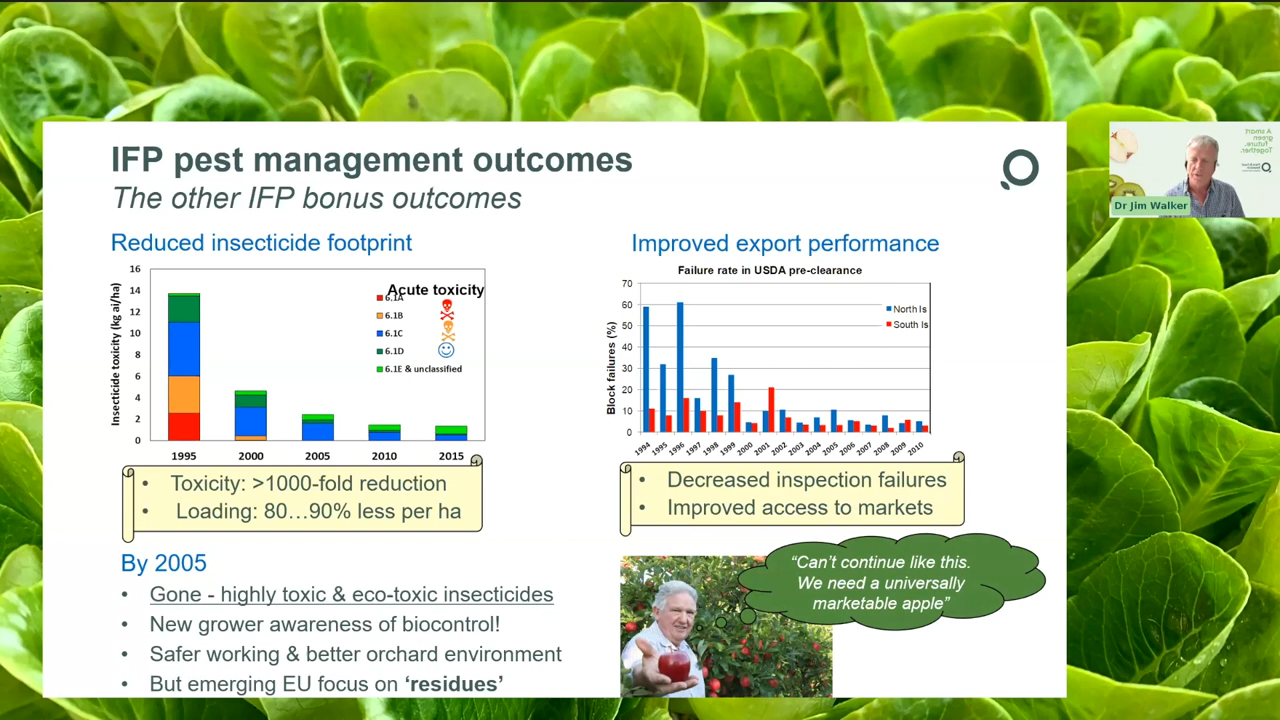 IFP pest management outcomes
The other IFP bonus outcomes
Reduced insecticide footprint
Insecticide toxicity (kg ai/ha)
16
14
12
10
8
6
4
2
0
Acute toxicity
6.1A
6.1B
6.1C
6.1D
6.1E & unclassified
1995 2000 2005 2010 2015
• Toxicity: >1000-fold reduction
• Loading: 80…90% less per ha
By 2005
• Gone - highly toxic & eco-toxic insecticides
• New grower awareness of biocontrol!
• Safer working & better orchard environment
• But emerging EU focus on ‘residues’
Improved export performance
Failure rate in USDA pre-clearance
Block failures (%)
70
60
50
40
30
20
10
0
North Is
South Is
1994 1995 1996 1997 1998 1999 2000 2001 2002 2003 2004 2005 2006 2007 2008 2009 2010
• Decreased inspection failures
• Improved access to markets
“Can’t continue like this.
We need a universally
marketable apple”
A smart
green
future.
Together.
Dr Jim Walker